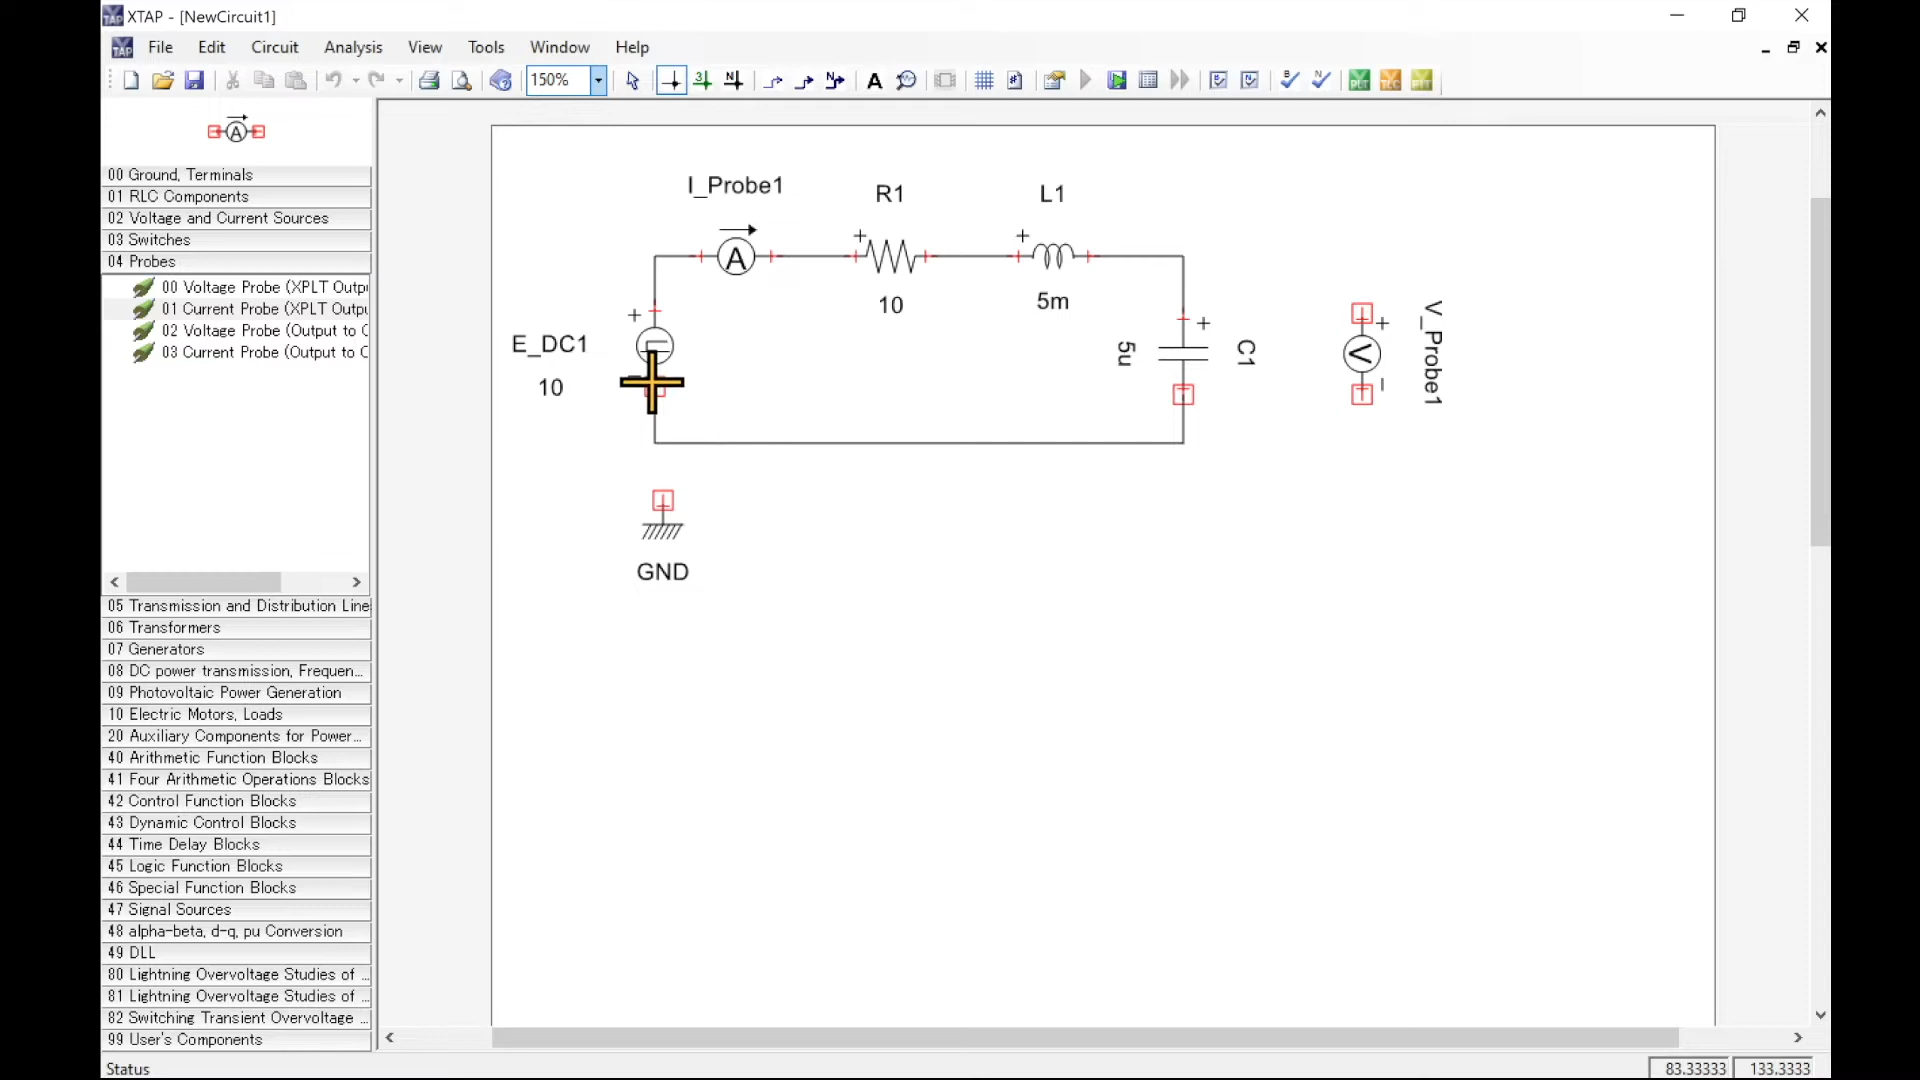 XTAP - [NewCircuit1]
File Edit Circuit Analysis View Tools Window Help
150%
00 Ground, Terminals
01 RLC Components
02 Voltage and Current Sources
03 Switches
04 Probes
00 Voltage Probe (XPLT Outp
01 Current Probe (XPLT Outp
02 Voltage Probe (Output to C
03 Current Probe (Output to C
05 Transmission and Distribution Line
06 Transformers
07 Generators
08 DC power transmission, Frequen...
09 Photovoltaic Power Generation
10 Electric Motors, Loads
20 Auxiliary Components for Power...
40 Arithmetic Function Blocks
41 Four Arithmetic Operations Blocks
42 Control Function Blocks
43 Dynamic Control Blocks
44 Time Delay Blocks
45 Logic Function Blocks
46 Special Function Blocks
47 Signal Sources
48 alpha-beta, d-q, pu Conversion
49 DLL
80 Lightning Overvoltage Studies of ...
81 Lightning Overvoltage Studies of ...
82 Switching Transient Overvoltage ...
99 User's Components
I_Probe1
A
R1
10
L1
5m
E_DC1
10
5u
C1
V
V_Probe1
GND
Status
83.33333 133.3333